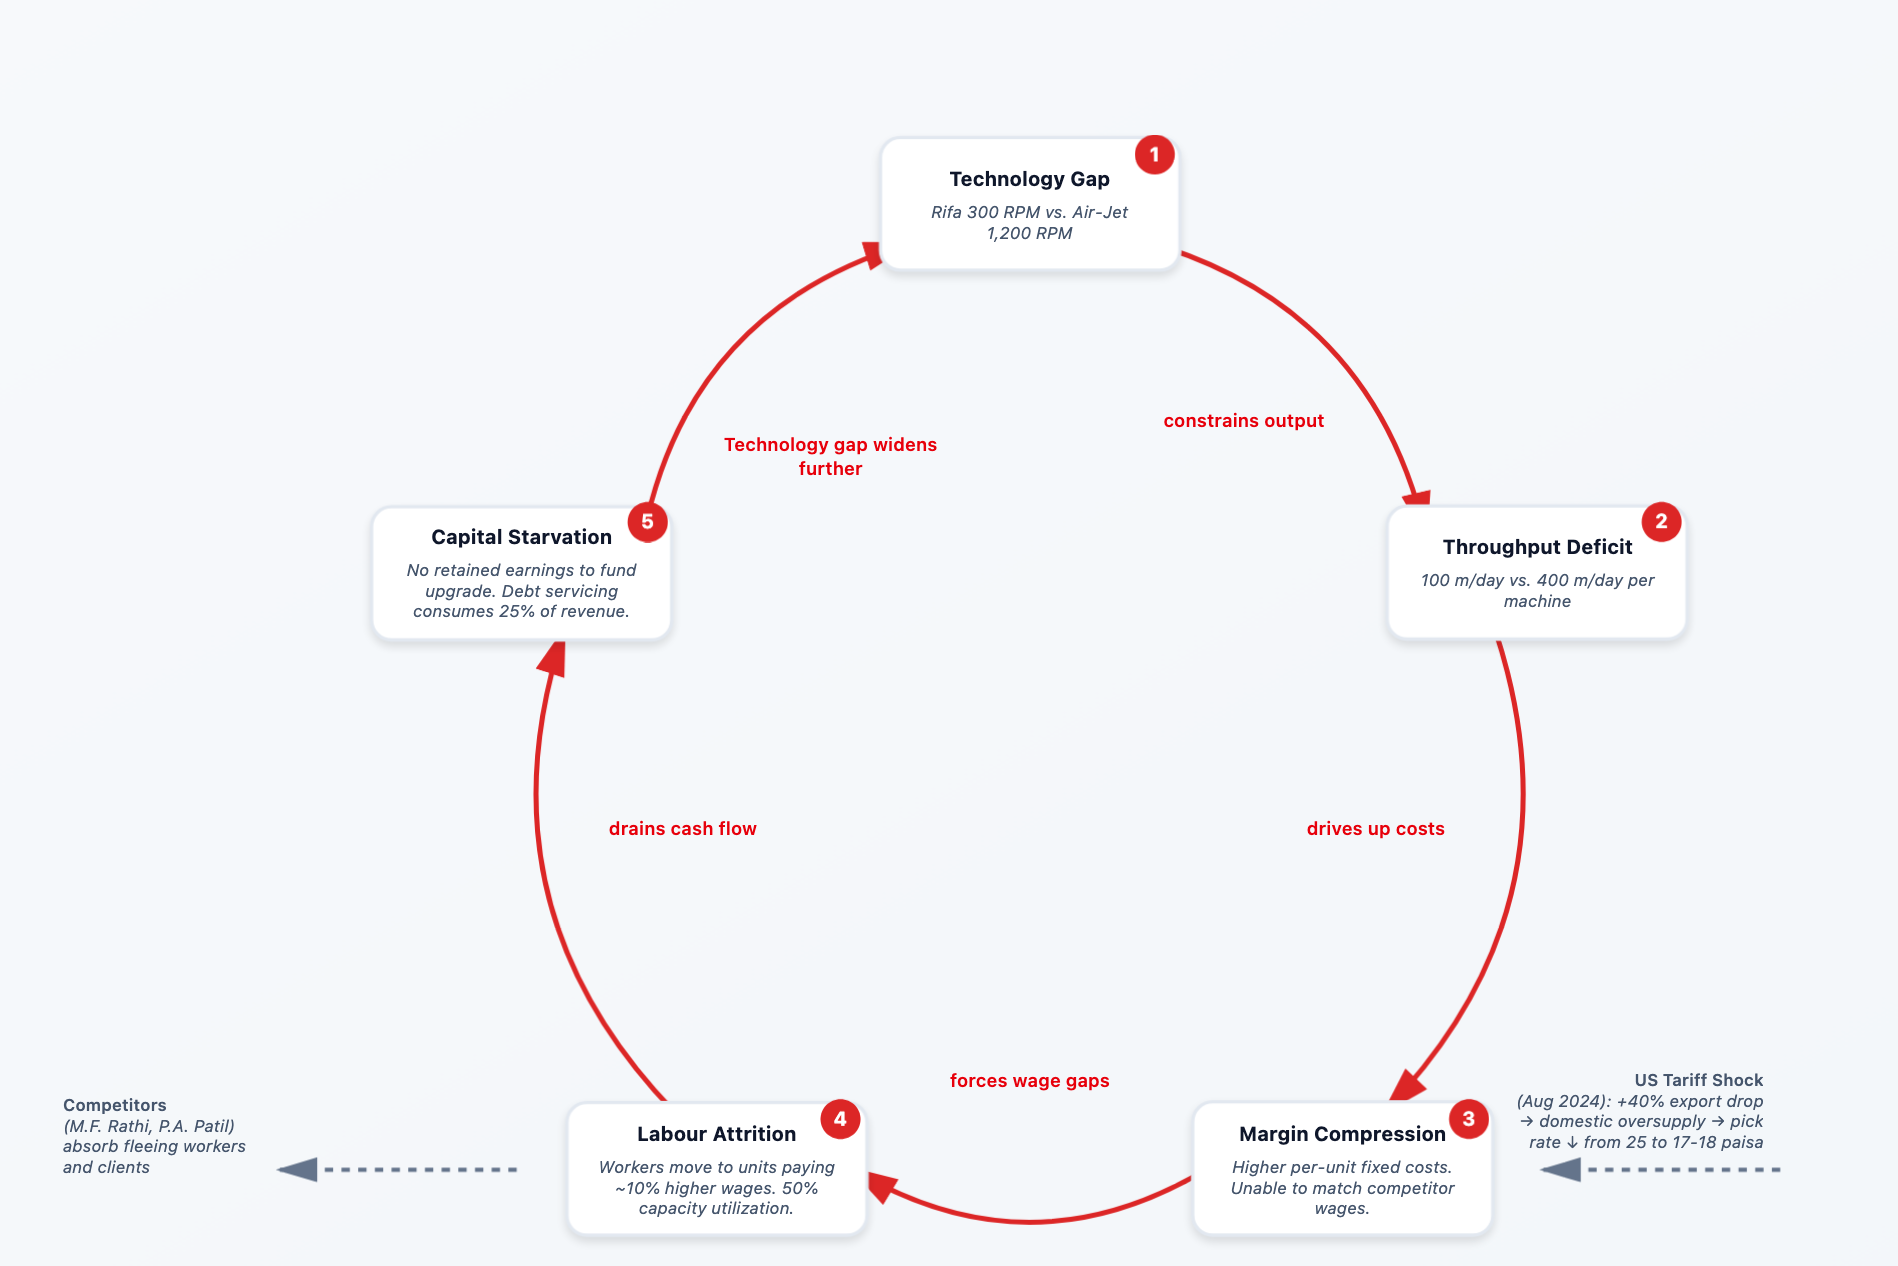 1
Technology Gap
Rifa 300 RPM vs. Air-Jet
1,200 RPM
constrains output
Technology gap widens
further
5
Capital Starvation
No retained earnings to fund
upgrade. Debt servicing
consumes 25% of revenue.
2
Throughput Deficit
100 m/day vs. 400 m/day per
machine
drains cash flow
drives up costs
forces wage gaps
US Tariff Shock
(Aug 2024): +40% export drop
→ domestic oversupply → pick
rate ↓ from 25 to 17-18 paisa
Competitors
(M.F. Rathi, P.A. Patil)
absorb fleeing workers
and clients
4
Labour Attrition
Workers move to units paying
~10% higher wages. 50%
capacity utilization.
3
Margin Compression
Higher per-unit fixed costs.
Unable to match competitor
wages.